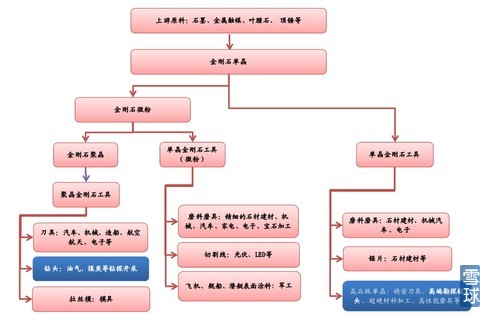 上游原料：石墨、金属触媒、叶腊石、顶锤等
金刚石单晶
金刚石微粉
金刚石聚晶
单晶金刚石工具
（微粉）
单晶金刚石工具
聚晶金刚石工具
刀具：汽车、机械、造船、航空
航天、电子等
磨料磨具：精细的石材建材、机
械、汽车、家电、电子、宝石加工
磨料磨具：石材建材、机械汽
车、电子
钻头：油气、煤炭等钻探开采
切割线：光伏、LED等
锯片：石材建材等
拉丝模：模具
飞机、舰船、潜艇表面涂料：军工
高品级单晶：精密刀具、高端勘探钻
头、超硬材料加工、高性能磨具等
雪球